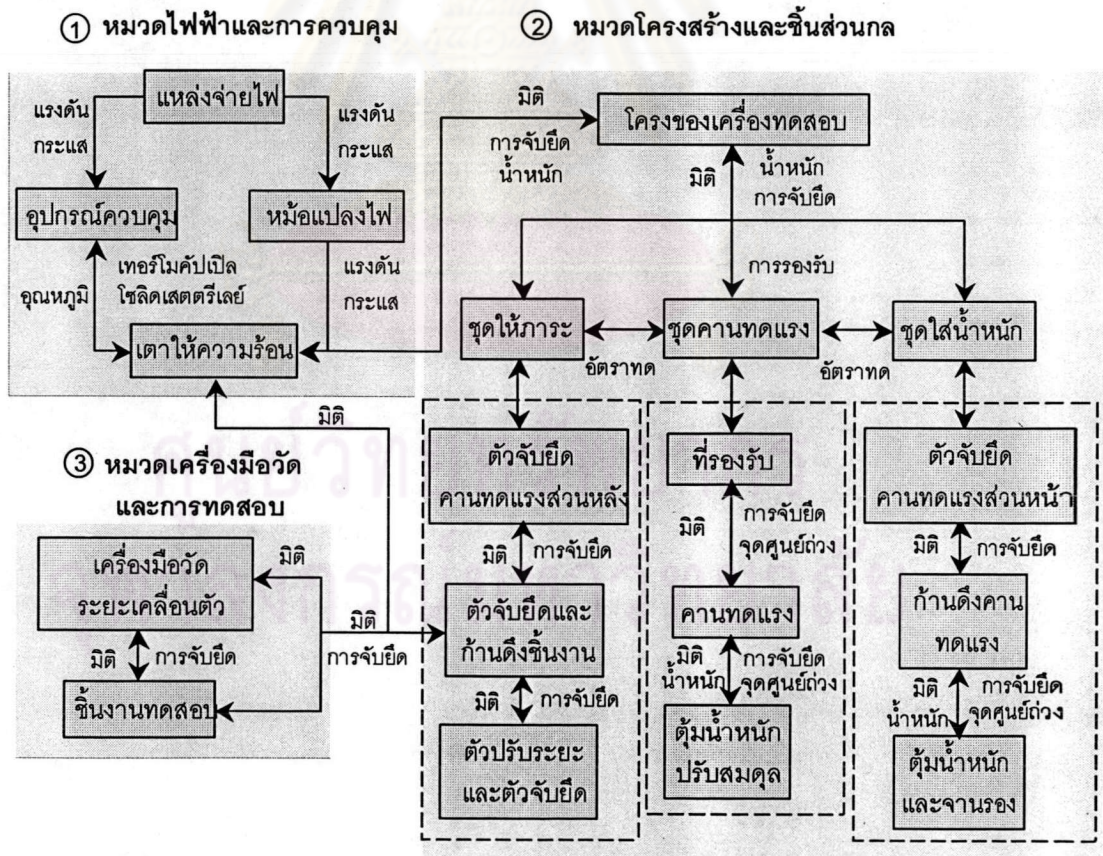 ① หมวดไฟฟ้าและการควบคุม
② หมวดโครงสร้างและชิ้นส่วนกล
แหล่งจ่ายไฟ
แรงดัน
กระแส
แรงดัน
กระแส
อุปกรณ์ควบคุม
หม้อแปลงไฟ
เทอร์โมคัปเปิล
โซลิดเสตตรีเลย์
อุณหภูมิ
แรงดัน
กระแส
เตาให้ความร้อน
มิติ
การจับยึด
น้ำหนัก
โครงของเครื่องทดสอบ
มิติ
น้ำหนัก
การจับยึด
การรองรับ
ชุดให้ภาระ
ชุดคานทดแรง
ชุดใส่น้ำหนัก
อัตราทด
อัตราทด
มิติ
③ หมวดเครื่องมือวัด
และการทดสอบ
เครื่องมือวัด
ระยะเคลื่อนตัว
มิติ
มิติ
การจับยึด
ชิ้นงานทดสอบ
มิติ
การจับยึด
ตัวจับยึด
คานทดแรงส่วนหลัง
มิติ
การจับยึด
ตัวจับยึดและ
ก้านดึงชิ้นงาน
มิติ
การจับยึด
ตัวปรับระยะ
และตัวจับยึด
ที่รองรับ
มิติ
การจับยึด
จุดศูนย์ถ่วง
คานทดแรง
มิติ
น้ำหนัก
การจับยึด
จุดศูนย์ถ่วง
ตุ้มน้ำหนัก
ปรับสมดุล
ตัวจับยึด
คานทดแรงส่วนหน้า
มิติ
การจับยึด
ก้านดึงคาน
ทดแรง
มิติ
น้ำหนัก
การจับยึด
จุดศูนย์ถ่วง
ตุ้มน้ำหนัก
และจานรอง